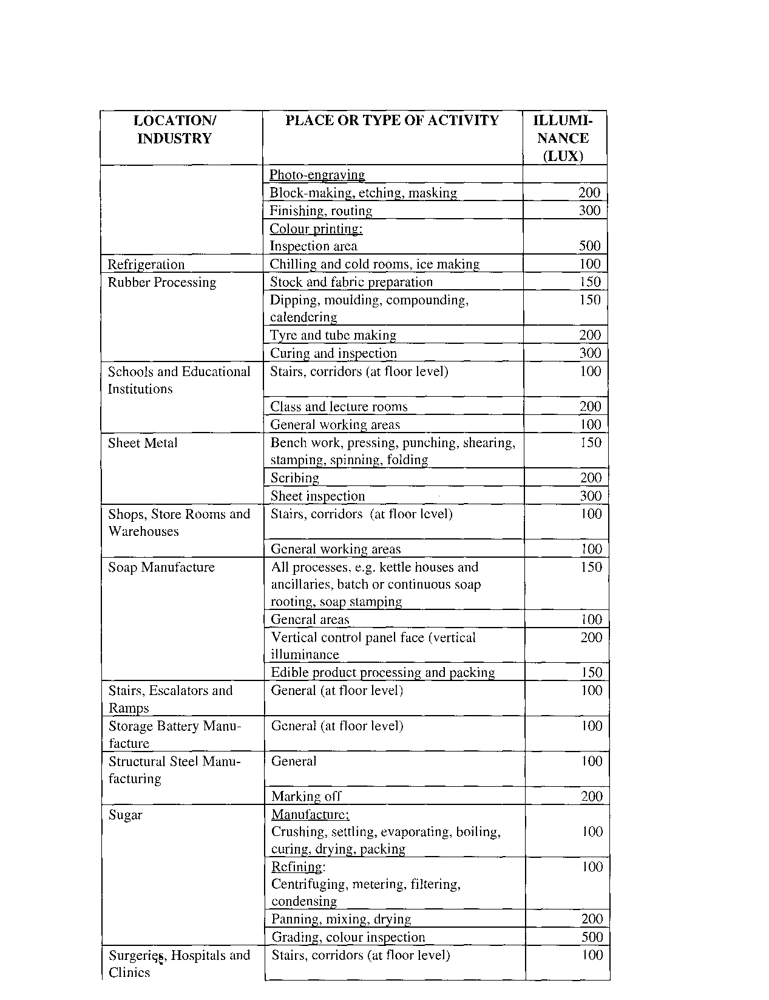 LOCATION/ PLACE OR TYPE OF ACTIVITY ILLUMI-
INDUSTRY NANCE
(LUX)
Photo-engraving
Block-making, etching, masking 200
Finishing, routing 300
Colour printing:
Inspection area 500
Refrigeration Chilling and cold rooms, ice making 100
Rubber Processing Stock and fabric preparation 150
Dipping, moulding, compounding, 150
calendering
Tyre and tube making 200
Curing and inspection 300
Schools and Educational Stairs, corridors (at floor level) 100
Institutions
Class and lecture rooms 200
General working areas 100
Sheet Metal Bench work, pressing, punching, shearing, 150
stamping, spinning, folding
Scribing 200
Sheet inspection 300
Shops, Store Rooms and Stairs, corridors (at floor level) 100
Warehouses
General working areas 100
Soap Manufacture All processes, e.g. kettle houses and 150
ancillaries, batch or continuous soap
rooting, soap stamping
General areas 100
Vertical control panel face (vertical 200
illuminance
Edible product processing and packing 150
Stairs, Escalators and General (at floor level) 100
Ramps
Storage Battery Manu- General (at floor level) 100
facture
Structural Steel Manu- General 100
facturing
Marking off 200
Sugar Manufacture:
Crushing, settling, evaporating, boiling, 100
curing, drying, packing
Refining: 100
Centrifuging, metering, filtering,
condensing
Panning, mixing, drying 200
Grading, colour inspection 500
Surgeries, Hospitals and Stairs, corridors (at floor level) 100
Clinics